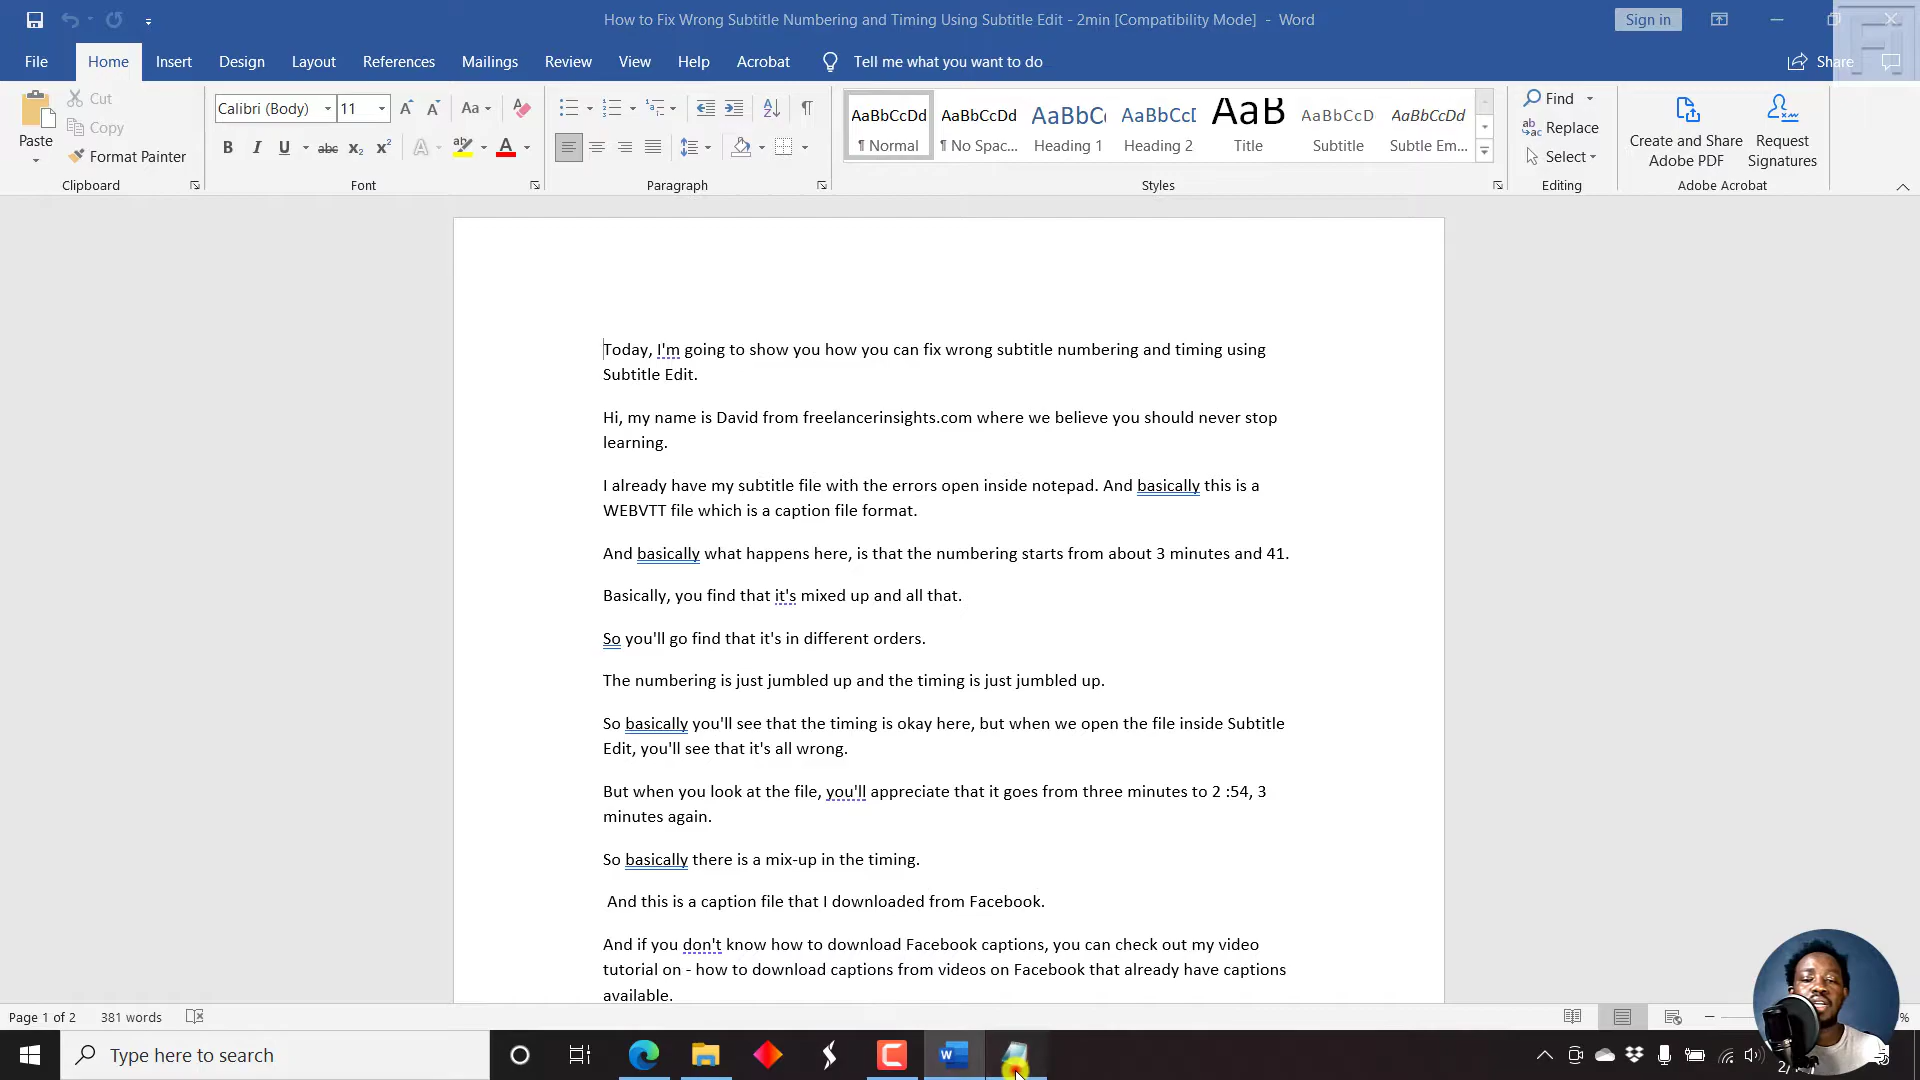 How to Fix Wrong Subtitle Numbering and Timing Using Subtitle Edit - 2min [Compatibility Mode] - Word
Sign in
File Home Insert Design Layout References Mailings Review View Help Acrobat Tell me what you want to do
Share
Paste
Cut
Copy
Format Painter
Clipboard
Calibri (Body) 11
Font
Paragraph
AaBbCcDd AaBbCcDd AaBbC AaBbCc AaB AaBbCcD AaBbCcDd
¶ Normal ¶ No Spac... Heading 1 Heading 2 Title Subtitle Subtle Em...
Styles
Find
Replace
Select
Editing
Create and Share
Adobe PDF
Request
Signatures
Adobe Acrobat
Today, I'm going to show you how you can fix wrong subtitle numbering and timing using
Subtitle Edit.
Hi, my name is David from freelancerinsights.com where we believe you should never stop
learning.
I already have my subtitle file with the errors open inside notepad. And basically this is a
WEBVTT file which is a caption file format.
And basically what happens here, is that the numbering starts from about 3 minutes and 41.
Basically, you find that it's mixed up and all that.
So you'll go find that it's in different orders.
The numbering is just jumbled up and the timing is just jumbled up.
So basically you'll see that the timing is okay here, but when we open the file inside Subtitle
Edit, you'll see that it's all wrong.
But when you look at the file, you'll appreciate that it goes from three minutes to 2 :54, 3
minutes again.
So basically there is a mix-up in the timing.
And this is a caption file that I downloaded from Facebook.
And if you don't know how to download Facebook captions, you can check out my video
tutorial on - how to download captions from videos on Facebook that already have captions
available.
Page 1 of 2 381 words
Type here to search